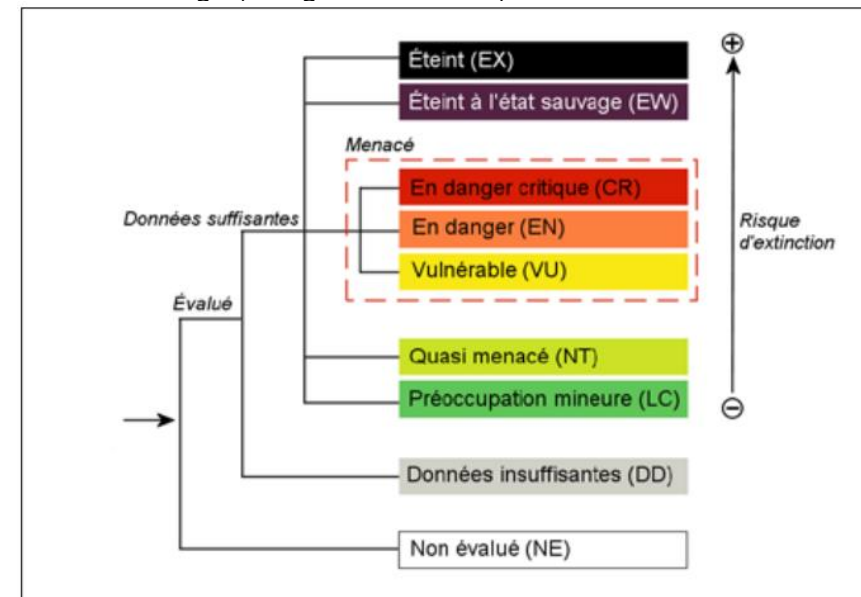 Éteint (EX)
Éteint à l'état sauvage (EW)
Menacé
En danger critique (CR)
Données suffisantes
En danger (EN)
Risque
d'extinction
Vulnérable (VU)
Évalué
Quasi menacé (NT)
Préoccupation mineure (LC)
Données insuffisantes (DD)
Non évalué (NE)